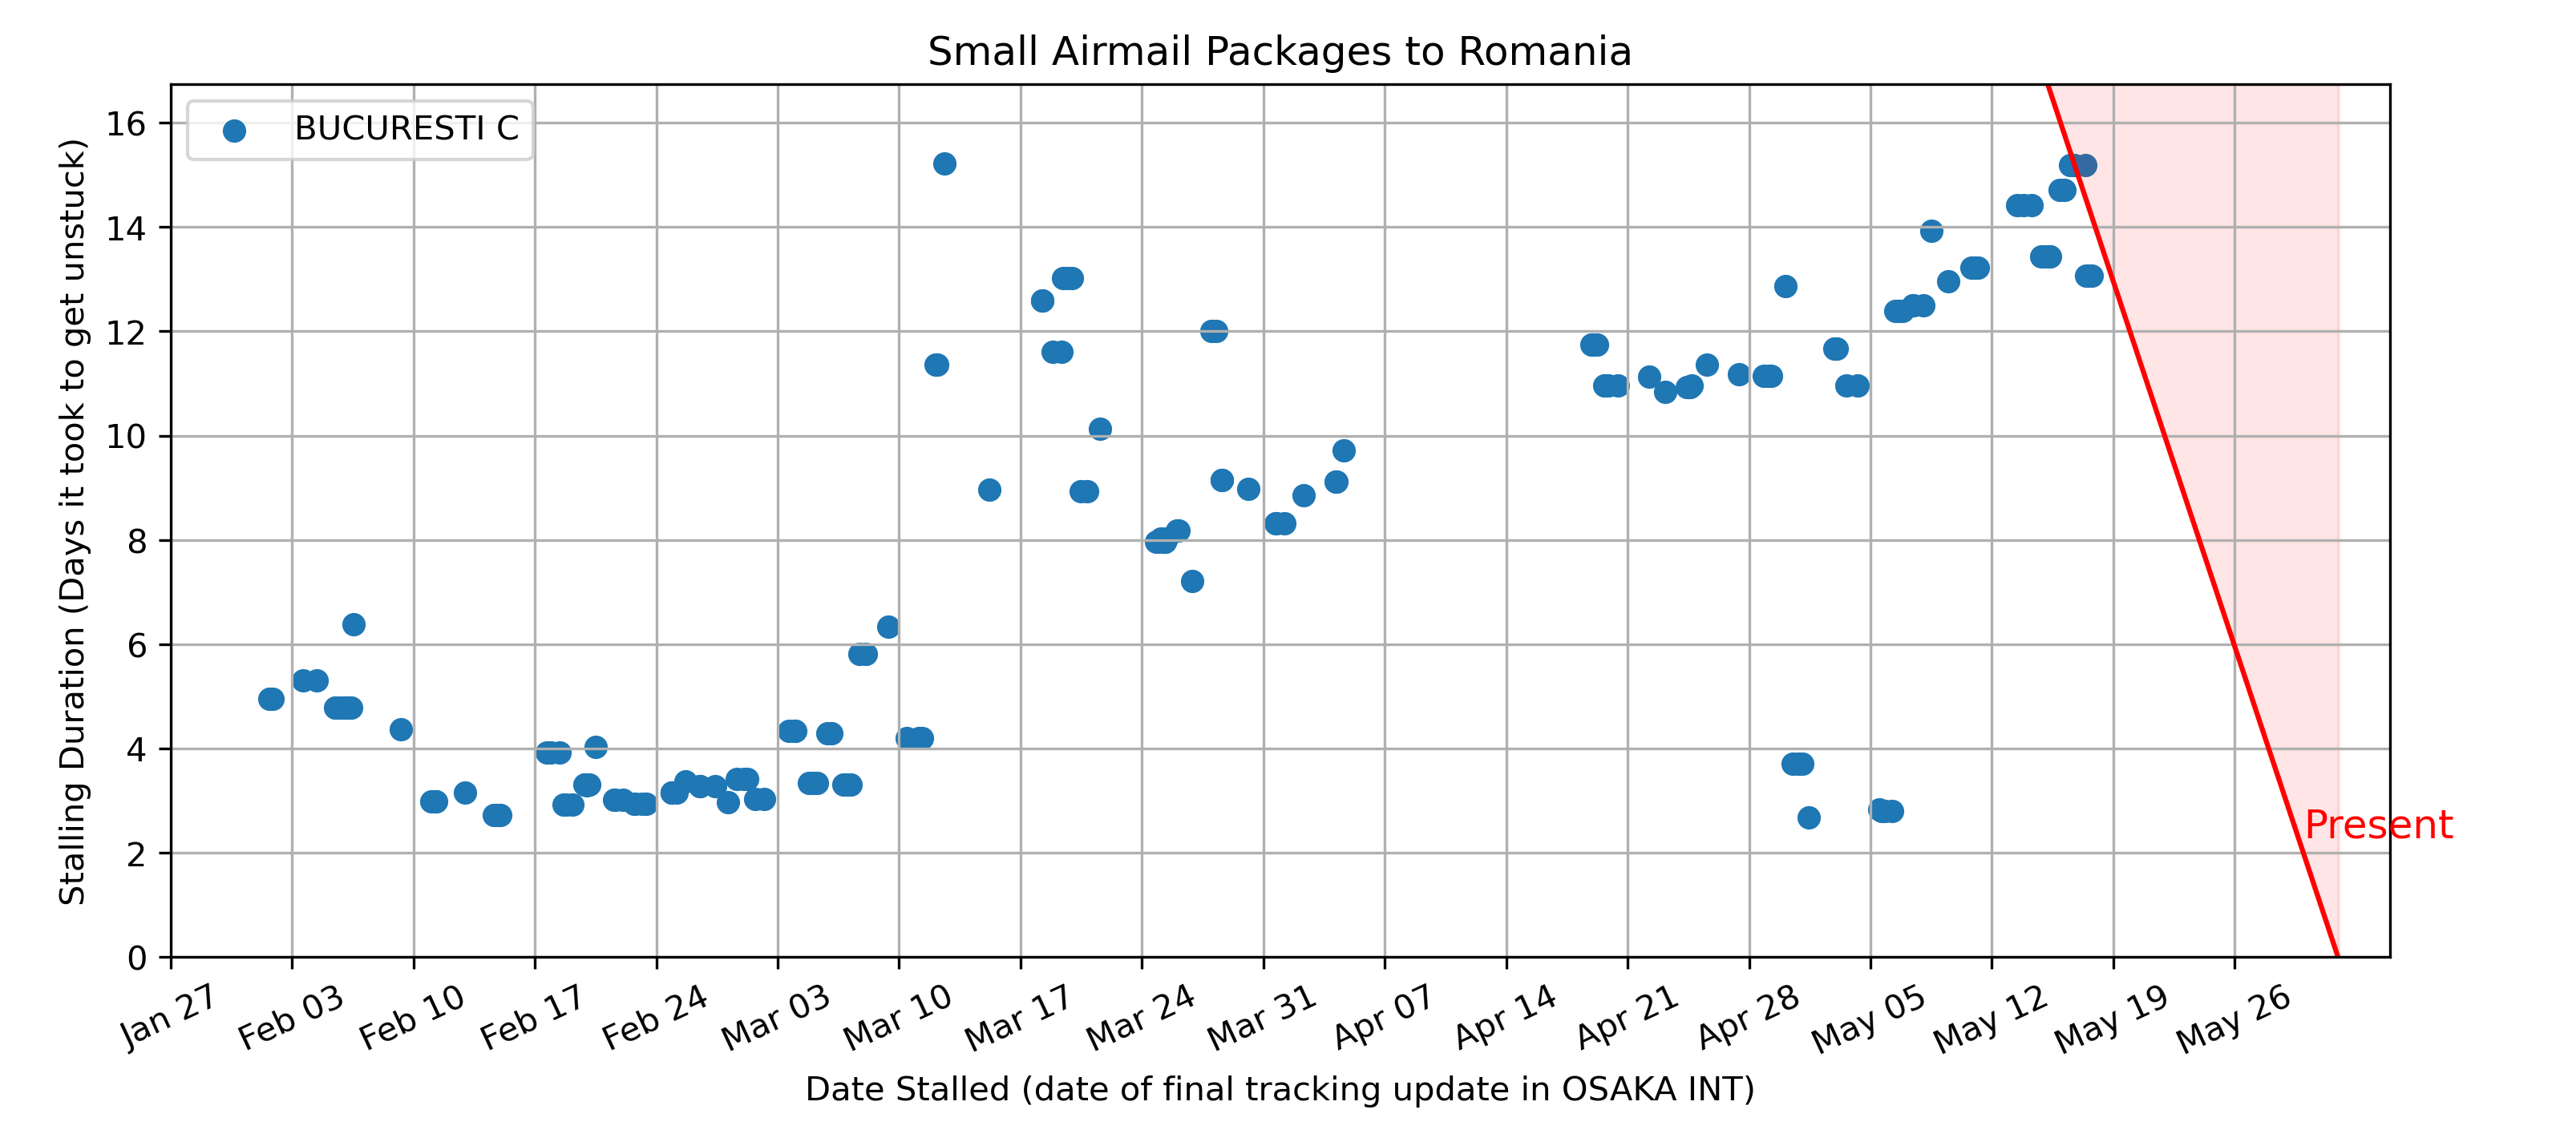 Small Airmail Packages to Romania
BUCURESTI C
Stalling Duration (Days it took to get unstuck)
16
14
12
10
8
6
4
2
0
Present
Jan 27
Feb 03
Feb 10
Feb 17
Feb 24
Mar 03
Mar 10
Mar 17
Mar 24
Mar 31
Apr 07
Apr 14
Apr 21
Apr 28
May 05
May 12
May 19
May 26
Date Stalled (date of final tracking update in OSAKA INT)